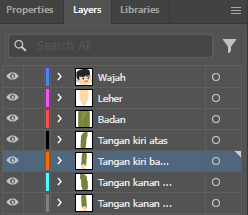 Properties Layers Libraries
Search All
Wajah
Leher
Badan
Tangan kiri atas
Tangan kiri ba...
Tangan kanan ...
Tangan kanan ...